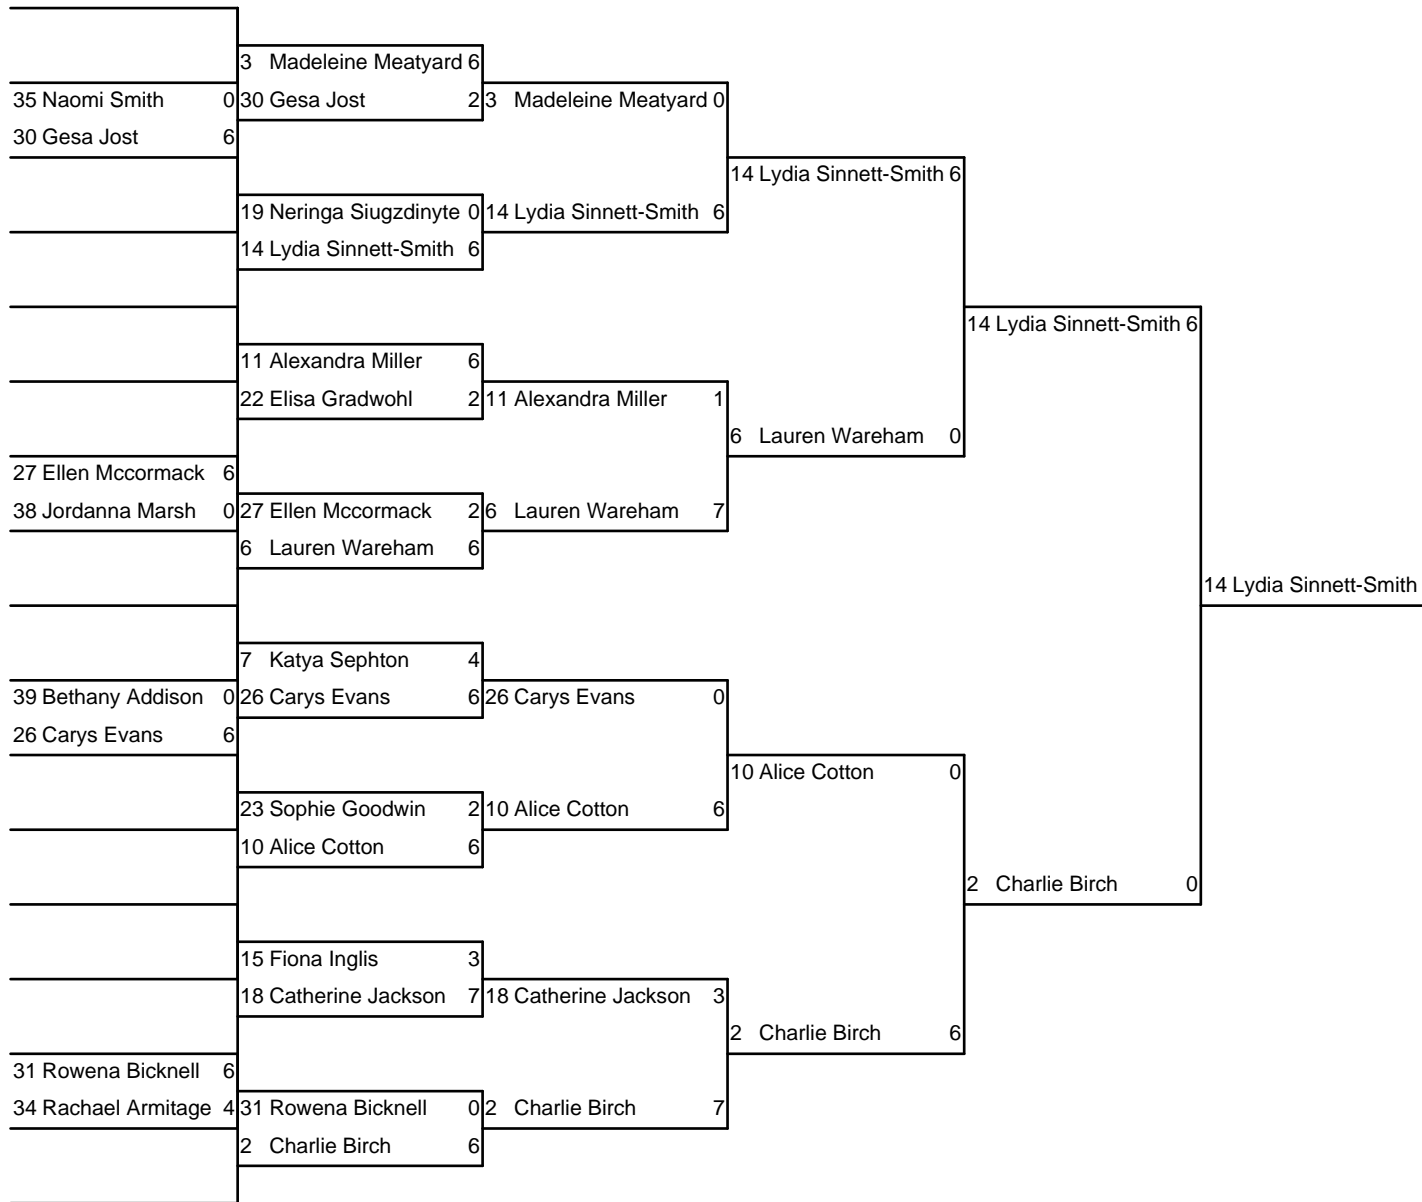 3 Madeleine Meatyard 6
35 Naomi Smith 0 30 Gesa Jost 2 3 Madeleine Meatyard 0
30 Gesa Jost 6
14 Lydia Sinnett-Smith 6
19 Neringa Siugzdinyte 0 14 Lydia Sinnett-Smith 6
14 Lydia Sinnett-Smith 6
14 Lydia Sinnett-Smith 6
11 Alexandra Miller 6
22 Elisa Gradwohl 2 11 Alexandra Miller 1
6 Lauren Wareham 0
27 Ellen Mccormack 6
38 Jordanna Marsh 0 27 Ellen Mccormack 2 6 Lauren Wareham 7
6 Lauren Wareham 6
14 Lydia Sinnett-Smith
7 Katya Sephton 4
39 Bethany Addison 0 26 Carys Evans 6 26 Carys Evans 0
26 Carys Evans 6
10 Alice Cotton 0
23 Sophie Goodwin 2 10 Alice Cotton 6
10 Alice Cotton 6
2 Charlie Birch 0
15 Fiona Inglis 3
18 Catherine Jackson 7 18 Catherine Jackson 3
2 Charlie Birch 6
31 Rowena Bicknell 6
34 Rachael Armitage 4 31 Rowena Bicknell 0 2 Charlie Birch 7
2 Charlie Birch 6